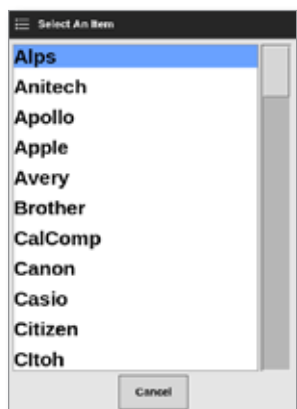 Select An Item
Alps
Anitech
Apollo
Apple
Avery
Brother
CalComp
Canon
Casio
Citizen
CItoh
Cancel